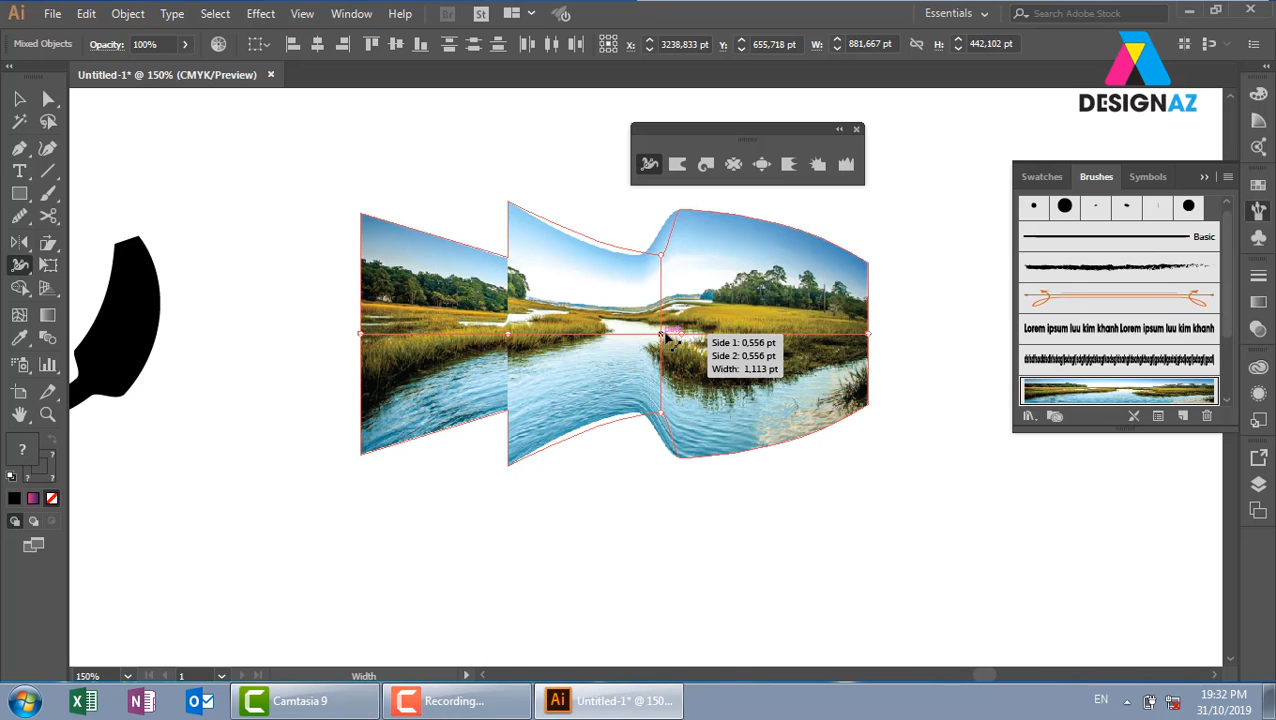 Ai File Edit Object Type Select Effect View Window Help Br St Essentials Search Adobe Stock
Mixed Objects Opacity: 100% X: 3238,833 pt Y: 655,718 pt W: 881,667 pt H: 442,102 pt
Untitled-1* @ 150% (CMYK/Preview)
DESIGNAZ
Swatches Brushes Symbols
Basic
Lorem ipsum luu kim khanh Lorem ipsum luu kim khanh
Side 1: 0,556 pt
Side 2: 0,556 pt
Width: 1,113 pt
?
150% 1 Width
Camtasia 9 Recording... Ai Untitled-1* @ 150... EN 19:32 PM
31/10/2019